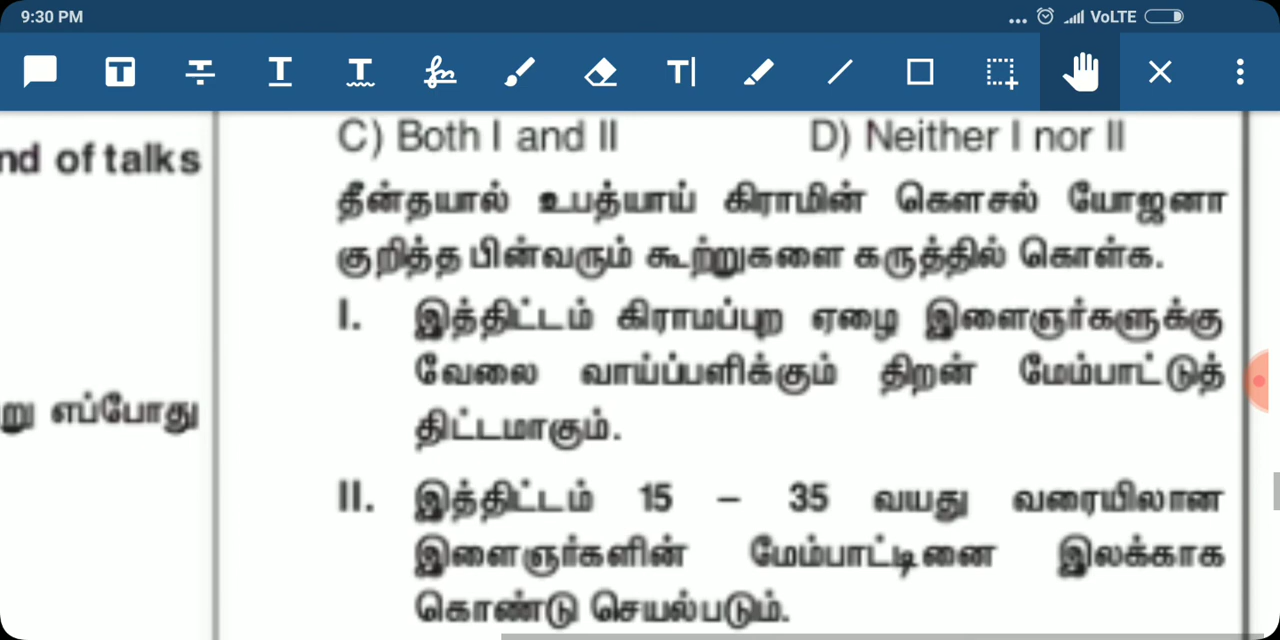 9:30 PM
VoLTE
nd of talks
று எப்போது
C) Both I and II D) Neither I nor II
தீன்தயால் உபத்யாய் கிராமின் கௌசல் யோஜனா
குறித்த பின்வரும் கூற்றுகளை கருத்தில் கொள்க.
I. இத்திட்டம் கிராமப்புற ஏழை இளைஞர்களுக்கு
வேலை வாய்ப்பளிக்கும் திறன் மேம்பாட்டுத்
திட்டமாகும்.
II. இத்திட்டம் 15 – 35 வயது வரையிலான
இளைஞர்களின் மேம்பாட்டினை இலக்காக
கொண்டு செயல்படும்.